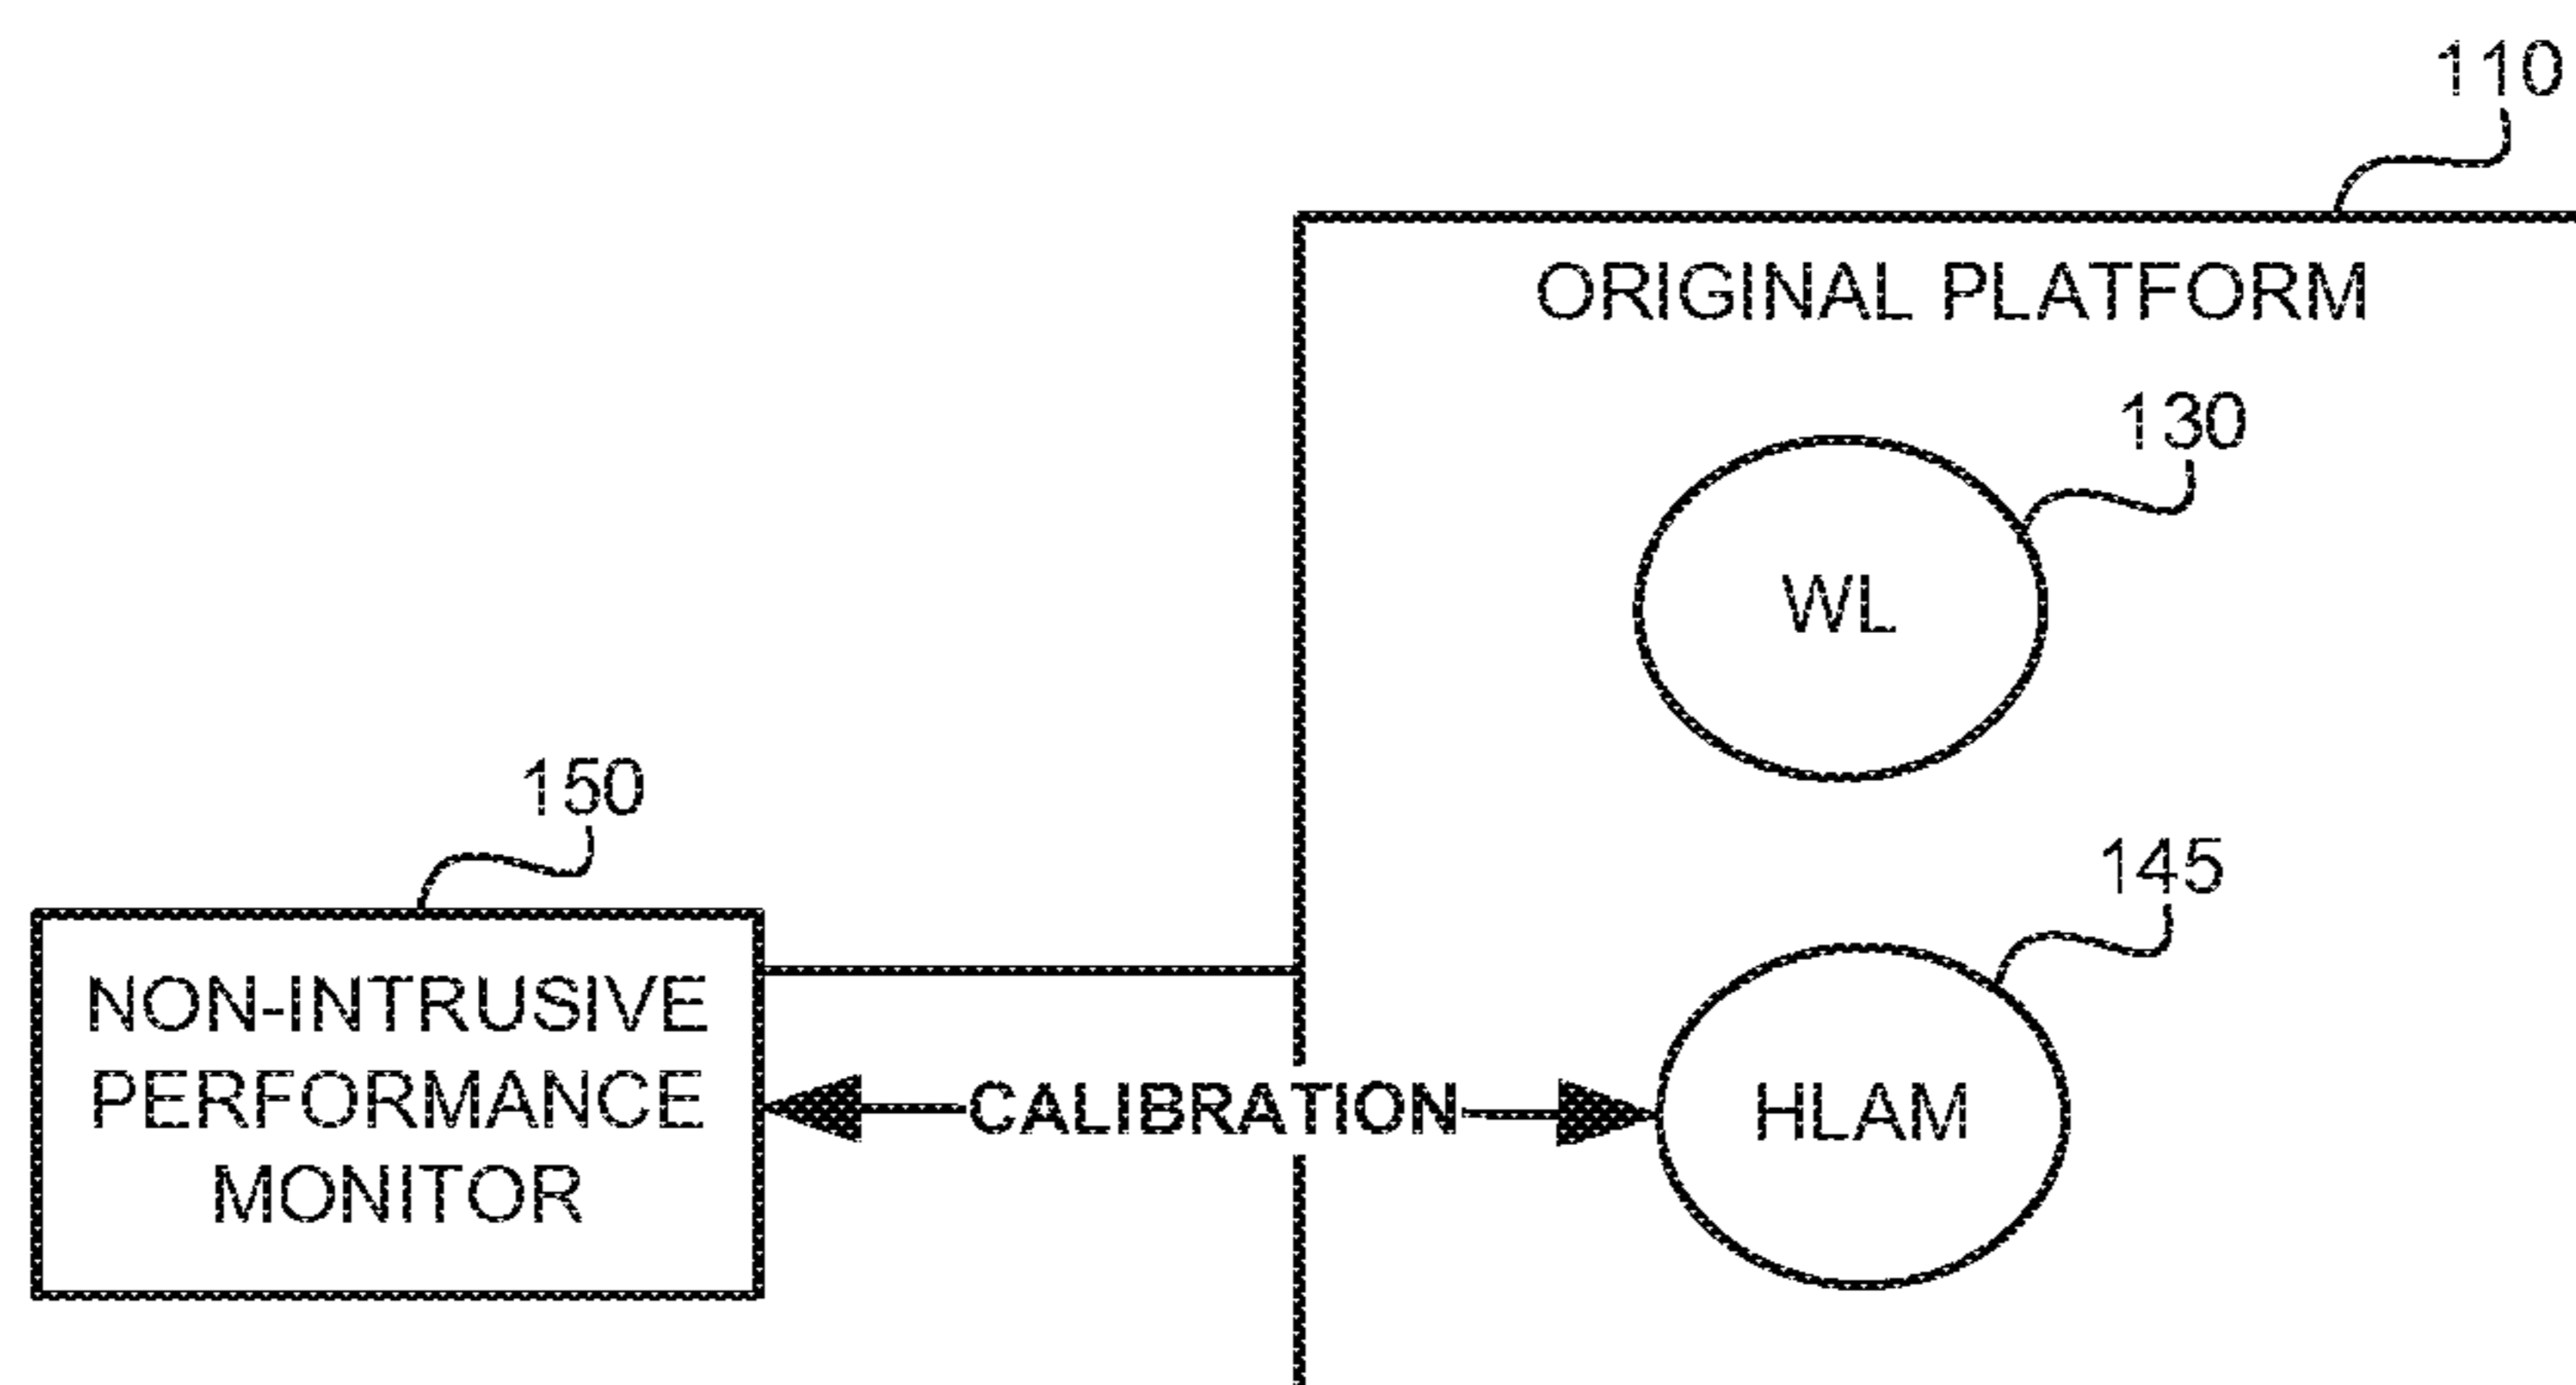 110
ORIGINAL PLATFORM
130
WL
150
145
NON-INTRUSIVE
PERFORMANCE
MONITOR
CALIBRATION
HLAM